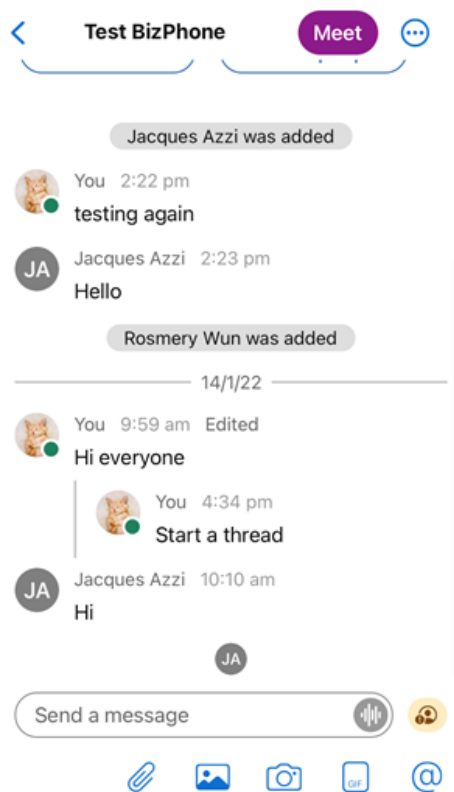 Test BizPhone
Meet
Jacques Azzi was added
You 2:22 pm
testing again
JA
Jacques Azzi 2:23 pm
Hello
Rosmery Wun was added
14/1/22
You 9:59 am Edited
Hi everyone
You 4:34 pm
Start a thread
JA
Jacques Azzi 10:10 am
Hi
JA
Send a message
GIF
@